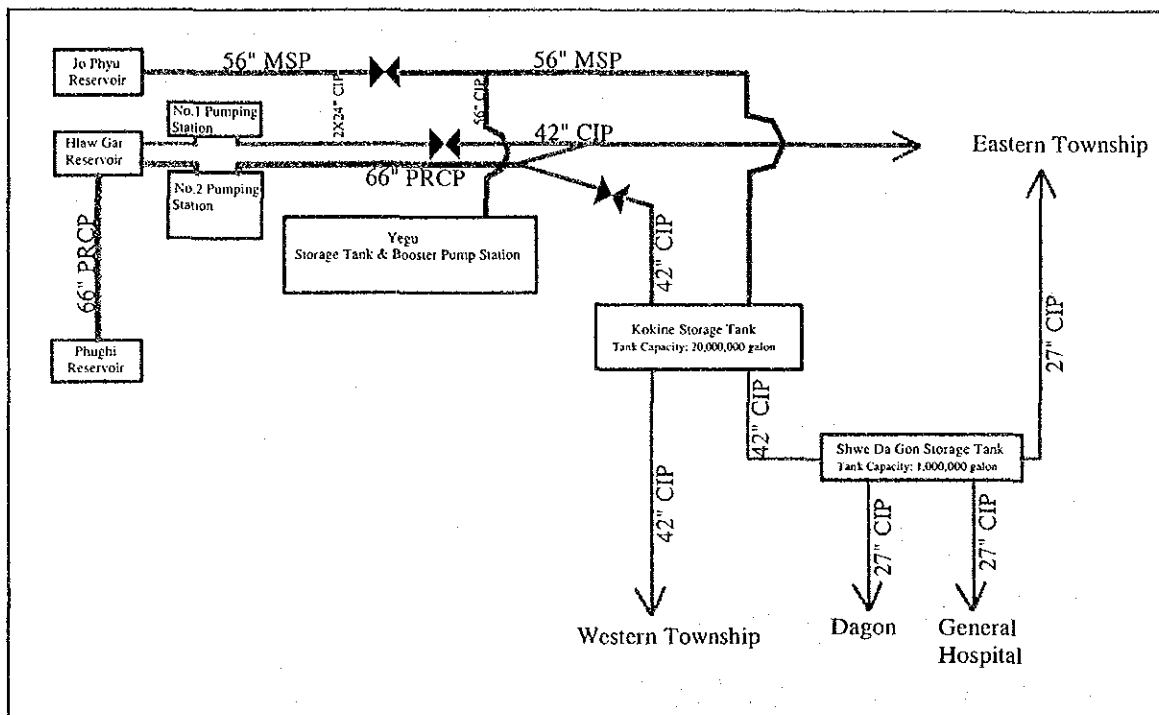 Jo Phyu
Reservoir
56" MSP
56" MSP
2X24" CIP
56" CIP
No.1 Pumping
Station
Hlaw Gar
Reservoir
42" CIP
Eastern Township
66" PRCP
No.2 Pumping
Station
Yegu
Storage Tank & Booster Pump Station
66" PRCP
42" CIP
Kokine Storage Tank
Tank Capacity: 20,000,000 galon
Phughi
Reservoir
27" CIP
42" CIP
Shwe Da Gon Storage Tank
Tank Capacity: 1,000,000 galon
42" CIP
27" CIP
27" CIP
Western Township
Dagon
General
Hospital